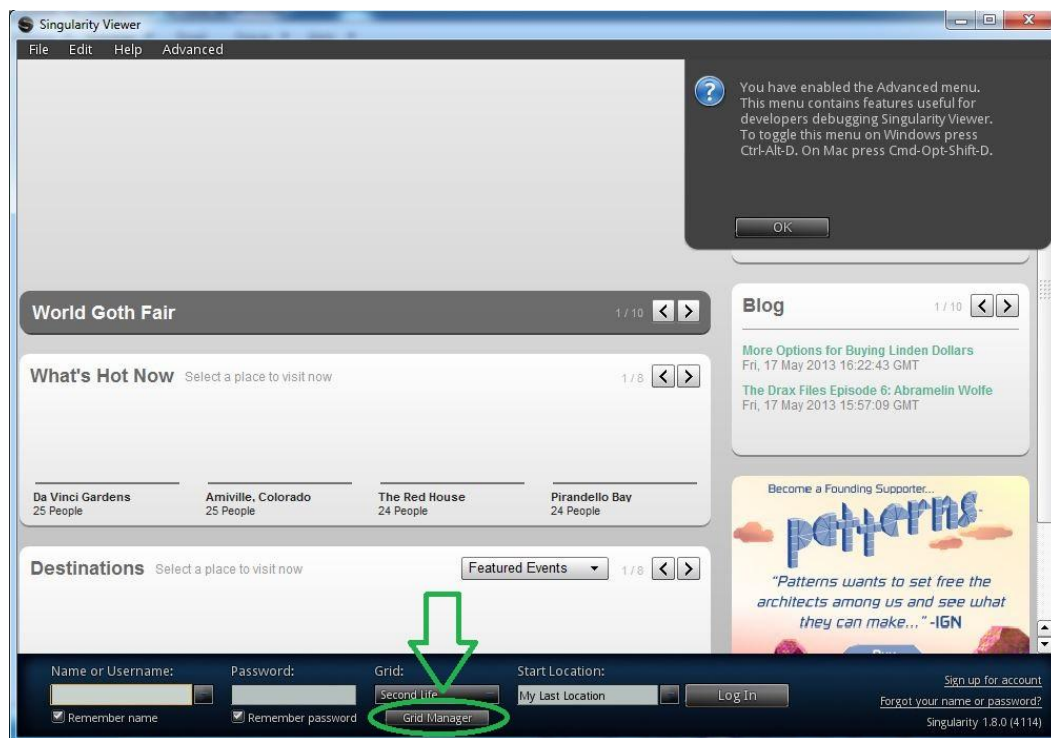 Singularity Viewer
File Edit Help Advanced
You have enabled the Advanced menu.
This menu contains features useful for
developers debugging Singularity Viewer.
To toggle this menu on Windows press
Ctrl-Alt-D. On Mac press Cmd-Opt-Shift-D.
OK
World Goth Fair 1 / 10
Blog 1 / 10
More Options for Buying Linden Dollars
Fri, 17 May 2013 16:22:43 GMT
The Drax Files Episode 6: Abramelin Wolfe
Fri, 17 May 2013 15:57:09 GMT
What's Hot Now Select a place to visit now 1 / 8
Da Vinci Gardens
25 People
Amiville, Colorado
25 People
The Red House
24 People
Pirandello Bay
24 People
Destinations Select a place to visit now Featured Events 1 / 8
Become a Founding Supporter...
patterns
"Patterns wants to set free the
architects among us and see what
they can make..." -IGN
Name or Username: Password: Grid: Start Location:
Second Life My Last Location Log In
Remember name Remember password Grid Manager
Sign up for account
Forgot your name or password?
Singularity 1.8.0 (4114)